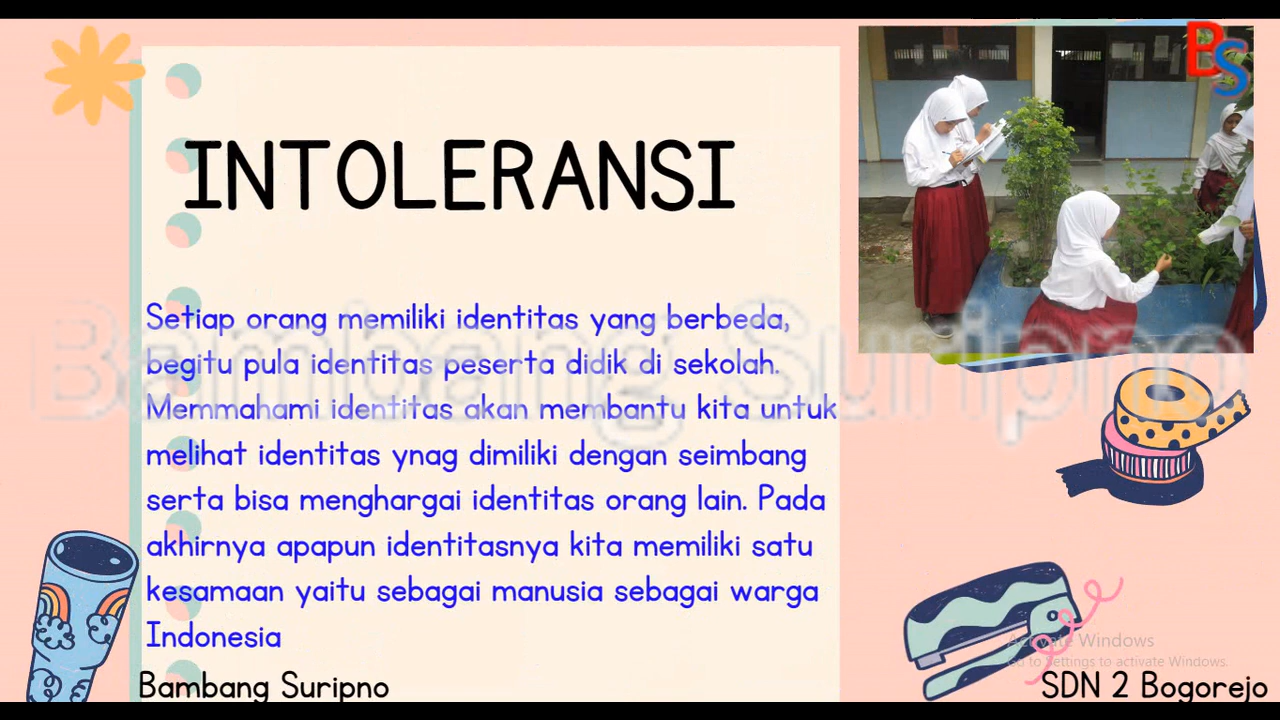 BS
INTOLERANSI
Setiap orang memiliki identitas yang berbeda,
begitu pula identitas peserta didik di sekolah.
Memmahami identitas akan membantu kita untuk
melihat identitas ynag dimiliki dengan seimbang
serta bisa menghargai identitas orang lain. Pada
akhirnya apapun identitasnya kita memiliki satu
kesamaan yaitu sebagai manusia sebagai warga
Indonesia
Bambang Suripno
Bambang Suripno
Activate Windows
Go to Settings to activate Windows.
SDN 2 Bogorejo